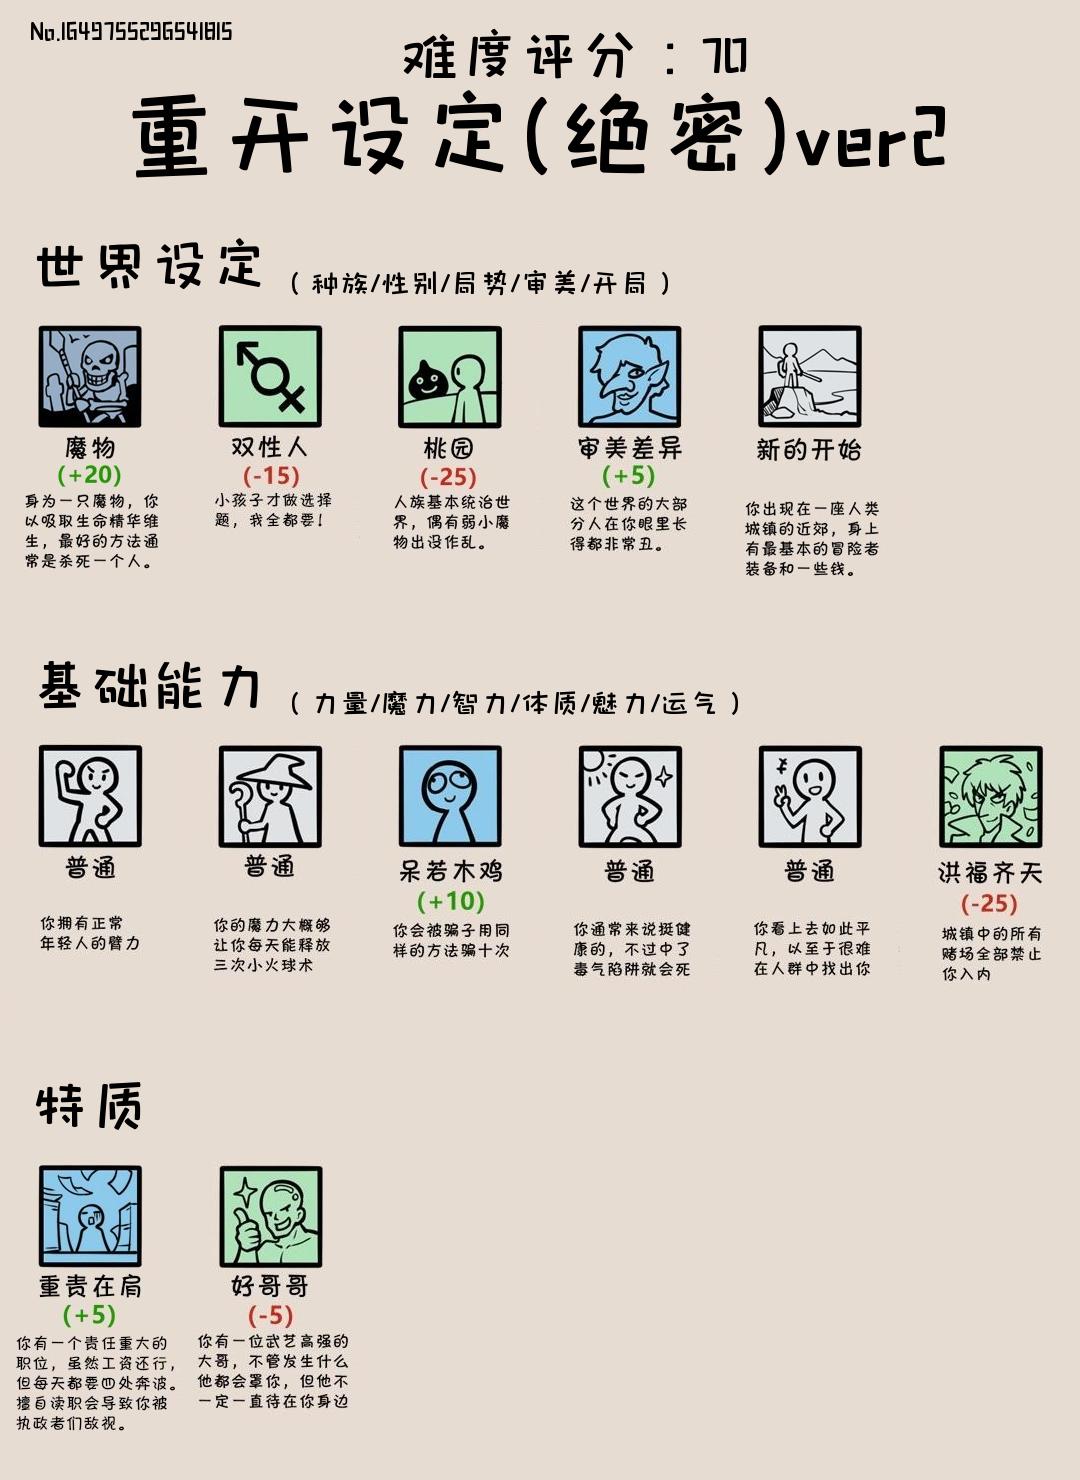 No.1649755296541815
难度评分：70
重开设定(绝密)ver2
世界设定 （种族/性别/局势/审美/开局）
魔物 双性人 桃园 审美差异 新的开始
(+20) (-15) (-25) (+5)
身为一只魔物，你
以吸取生命精华维
生，最好的方法通
常是杀死一个人。
小孩子才做选择
题，我全都要！
人族基本统治世
界，偶有弱小魔
物出没作乱。
这个世界的大部
分人在你眼里长
得都非常丑。
你出现在一座人类
城镇的近郊，身上
有最基本的冒险者
装备和一些钱。
基础能力 （力量/魔力/智力/体质/魅力/运气）
普通 普通 呆若木鸡 普通 普通 洪福齐天
(+10) (-25)
你拥有正常
年轻人的臂力
你的魔力大概够
让你每天能释放
三次小火球术
你会被骗子用同
样的方法骗十次
你通常来说挺健
康的，不过中了
毒气陷阱就会死
你看上去如此平
凡，以至于很难
在人群中找出你
城镇中的所有
赌场全部禁止
你入内
特质
重责在肩 好哥哥
(+5) (-5)
你有一个责任重大的
职位，虽然工资还行，
但每天都要四处奔波。
擅自渎职会导致你被
执政者们敌视。
你有一位武艺高强的
大哥，不管发生什么
他都会罩你，但他不
一定一直待在你身边